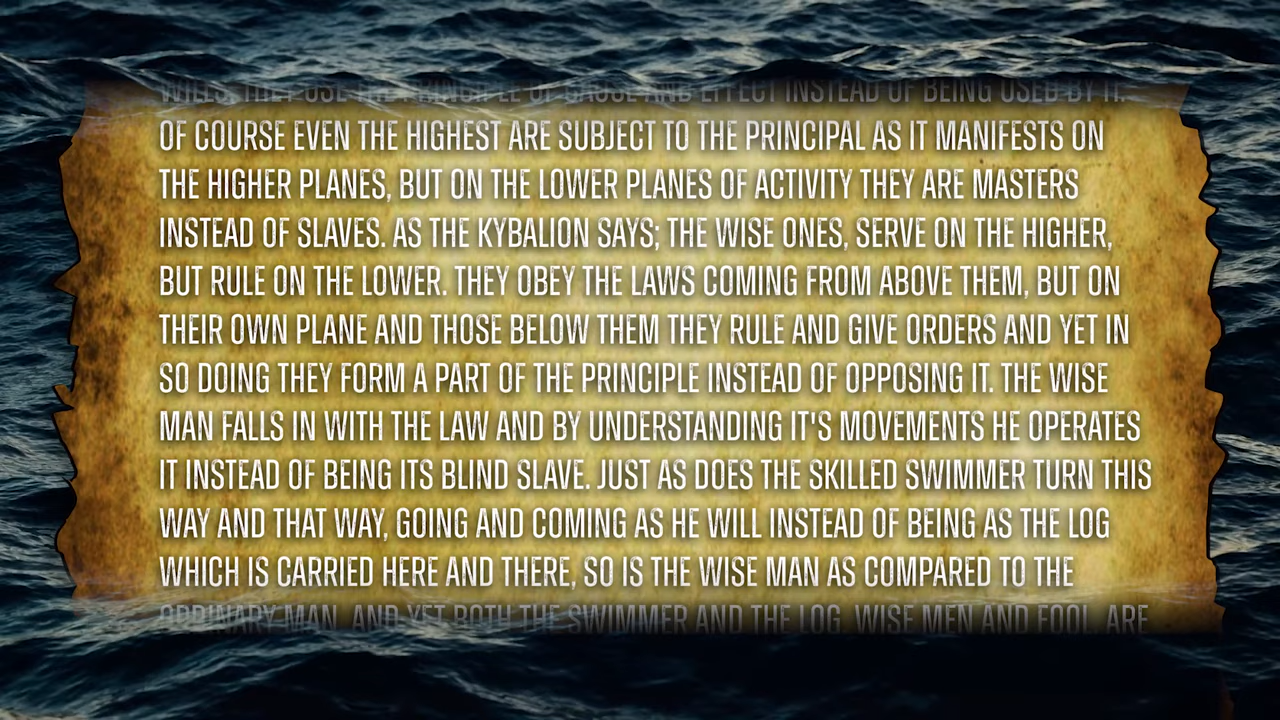 WILLS, THEY USE THE PRINCIPLE OF CAUSE AND EFFECT INSTEAD OF BEING USED BY IT.
OF COURSE EVEN THE HIGHEST ARE SUBJECT TO THE PRINCIPAL AS IT MANIFESTS ON
THE HIGHER PLANES, BUT ON THE LOWER PLANES OF ACTIVITY THEY ARE MASTERS
INSTEAD OF SLAVES. AS THE KYBALION SAYS; THE WISE ONES, SERVE ON THE HIGHER,
BUT RULE ON THE LOWER. THEY OBEY THE LAWS COMING FROM ABOVE THEM, BUT ON
THEIR OWN PLANE AND THOSE BELOW THEM THEY RULE AND GIVE ORDERS AND YET IN
SO DOING THEY FORM A PART OF THE PRINCIPLE INSTEAD OF OPPOSING IT. THE WISE
MAN FALLS IN WITH THE LAW AND BY UNDERSTANDING IT'S MOVEMENTS HE OPERATES
IT INSTEAD OF BEING ITS BLIND SLAVE. JUST AS DOES THE SKILLED SWIMMER TURN THIS
WAY AND THAT WAY, GOING AND COMING AS HE WILL INSTEAD OF BEING AS THE LOG
WHICH IS CARRIED HERE AND THERE, SO IS THE WISE MAN AS COMPARED TO THE
ORDINARY MAN, AND YET BOTH THE SWIMMER AND THE LOG, WISE MEN AND FOOL, ARE